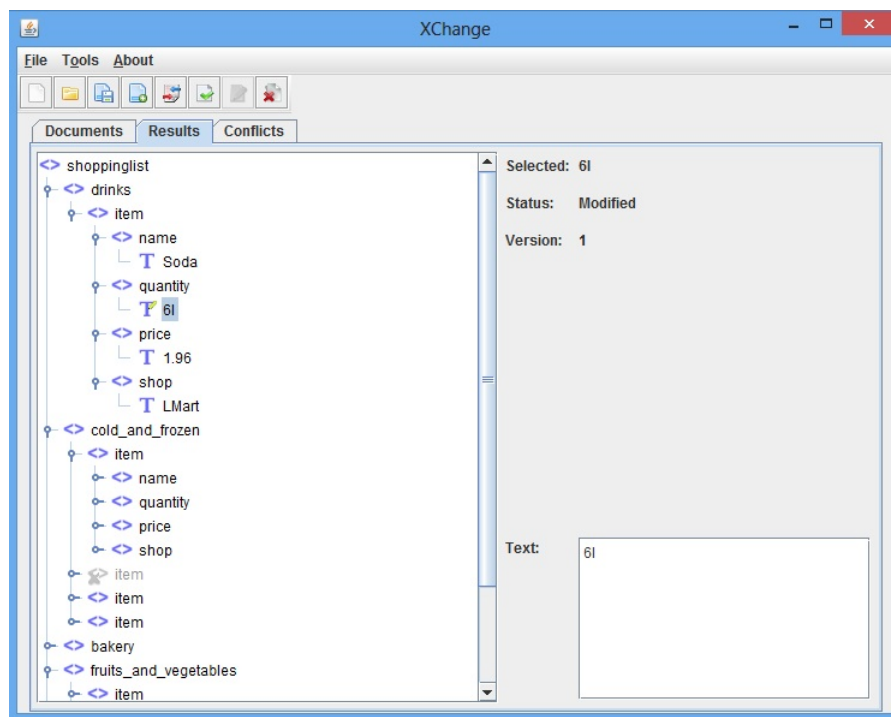 XChange
File Tools About
Documents Results Conflicts
shoppinglist
drinks
item
name
Soda
quantity
6l
price
1.96
shop
LMart
cold_and_frozen
item
name
quantity
price
shop
item
item
item
bakery
fruits_and_vegetables
item
Selected: 6l
Status: Modified
Version: 1
Text: 6l